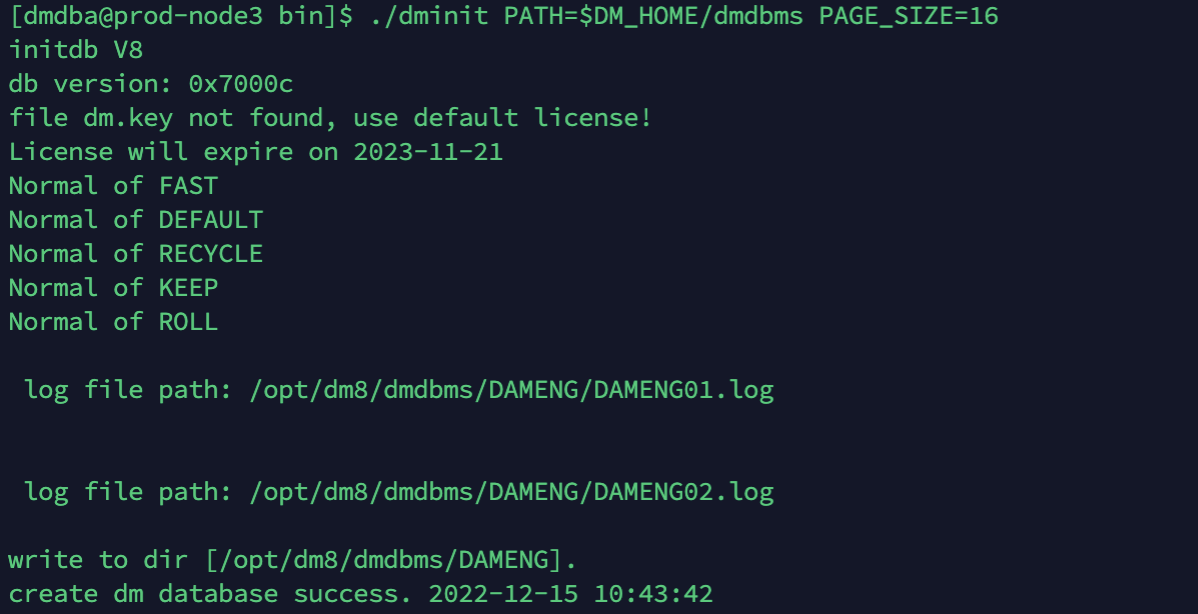 [dmdba@prod-node3 bin]$ ./dminit PATH=$DM_HOME/dmdbms PAGE_SIZE=16
initdb V8
db version: 0x7000c
file dm.key not found, use default license!
License will expire on 2023-11-21
Normal of FAST
Normal of DEFAULT
Normal of RECYCLE
Normal of KEEP
Normal of ROLL
log file path: /opt/dm8/dmdbms/DAMENG/DAMENG01.log
log file path: /opt/dm8/dmdbms/DAMENG/DAMENG02.log
write to dir [/opt/dm8/dmdbms/DAMENG].
create dm database success. 2022-12-15 10:43:42